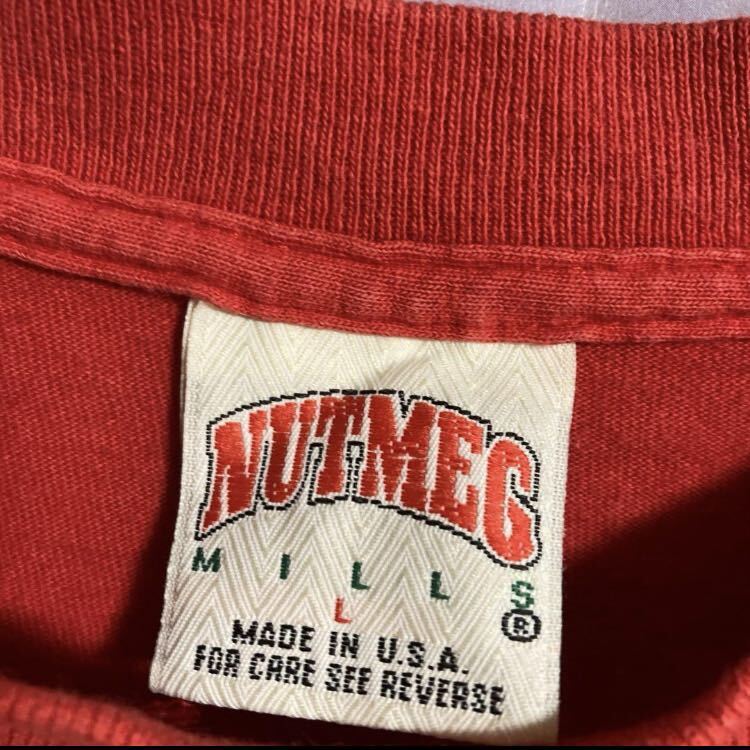 NUTMEG
MILLS
®
L
MADE IN U.S.A.
FOR CARE SEE REVERSE